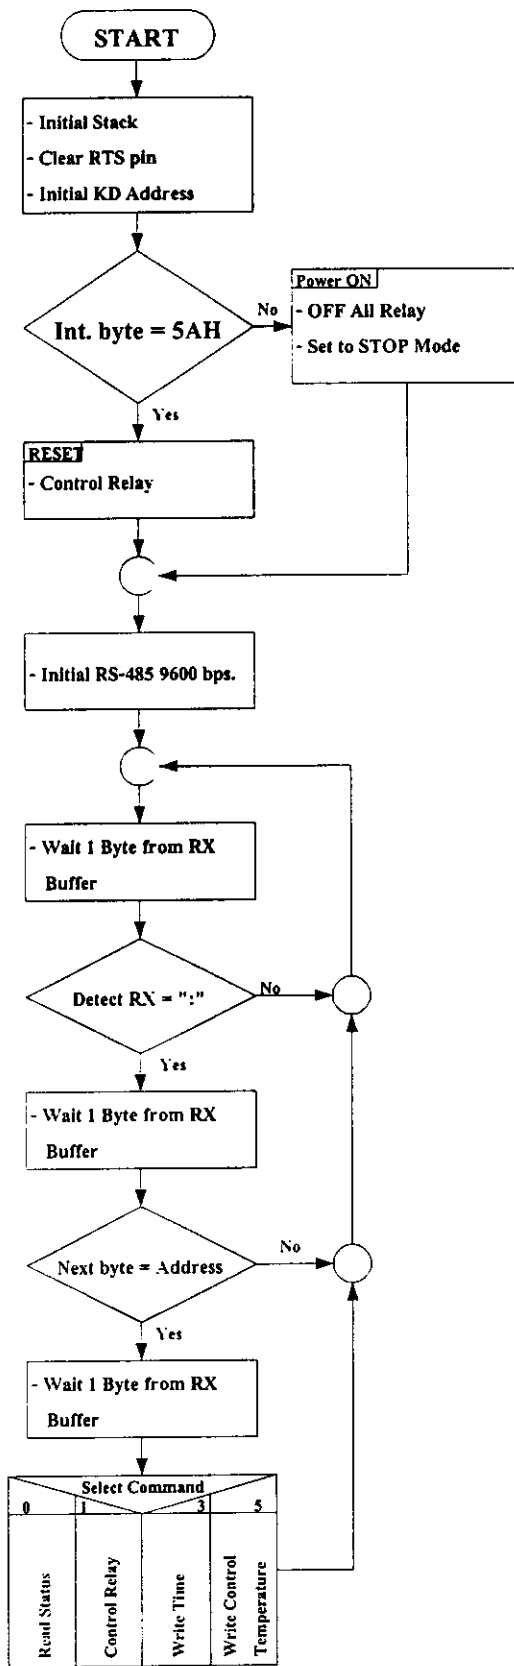 START
- Initial Stack
- Clear RTS pin
- Initial KD Address
Int. byte = 5AH
No
Power ON
- OFF All Relay
- Set to STOP Mode
Yes
RESET
- Control Relay
- Initial RS-485 9600 bps.
- Wait 1 Byte from RX
Buffer
Detect RX = ":"
No
Yes
- Wait 1 Byte from RX
Buffer
Next byte = Address
No
Yes
- Wait 1 Byte from RX
Buffer
Select Command
0 1 3 5
Read Status
Control Relay
Write Time
Write Control
Temperature